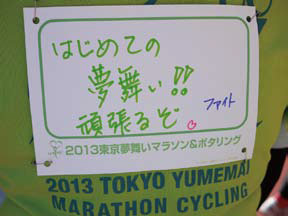 はじめての
夢舞い!!
頑張るぞ
ファイト
2013東京夢舞いマラソン&ポタリング
2013 TOKYO YUMEMAI
MARATHON CYCLING